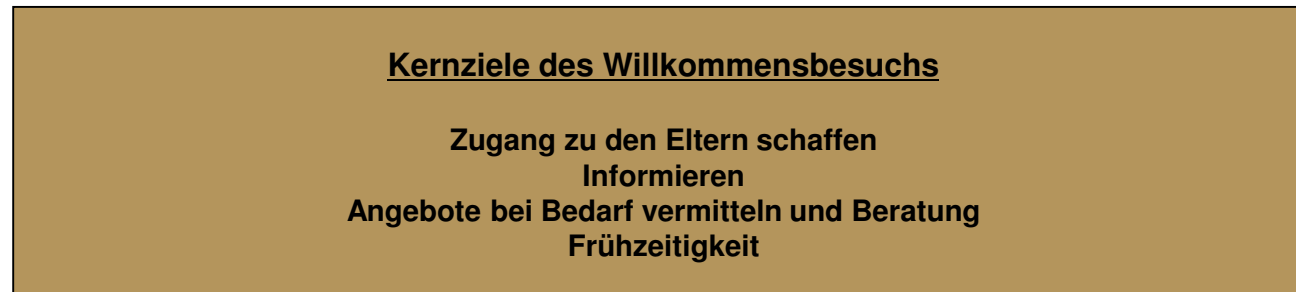 Kernziele des Willkommensbesuchs
Zugang zu den Eltern schaffen
Informieren
Angebote bei Bedarf vermitteln und Beratung
Frühzeitigkeit